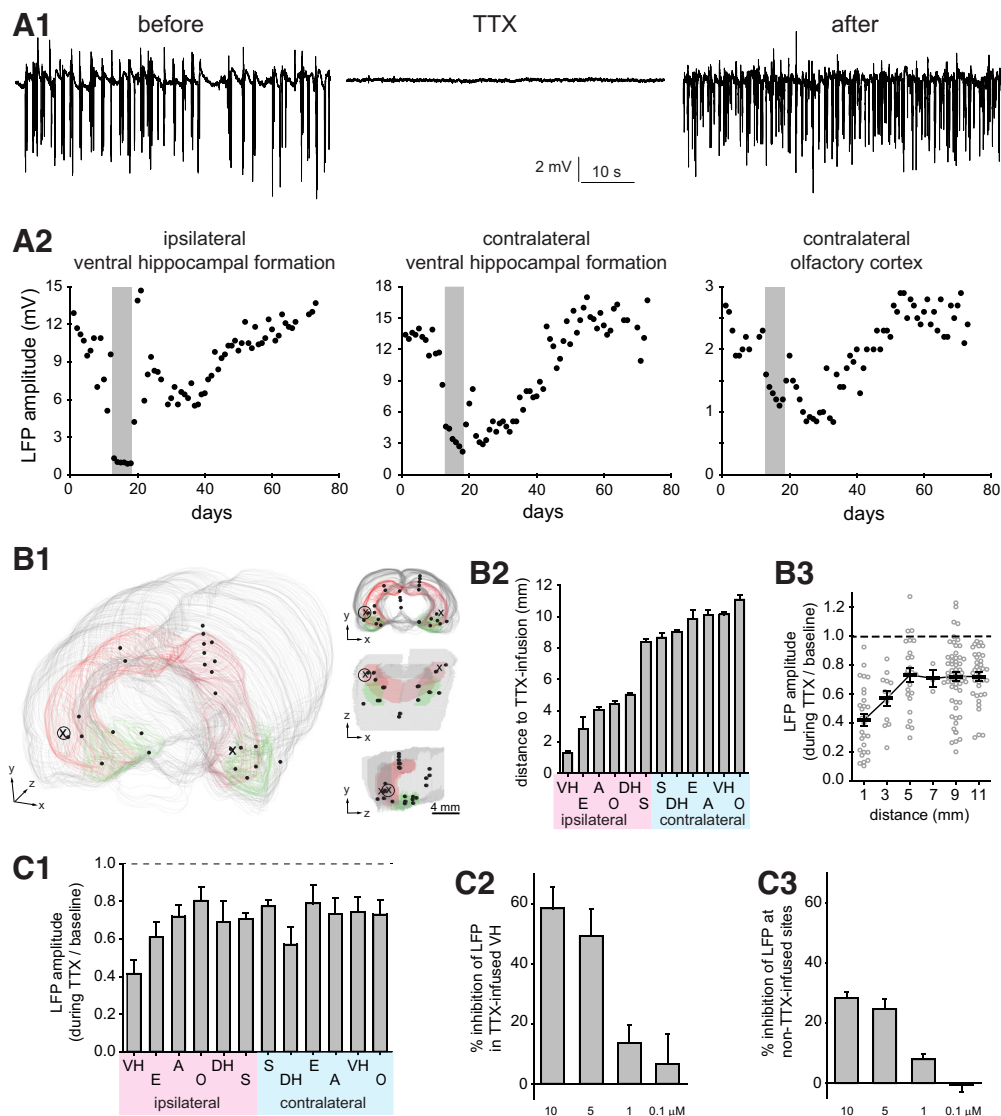 A1
before
TTX
after
2 mV
10 s
A2
ipsilateral
ventral hippocampal formation
contralateral
ventral hippocampal formation
contralateral
olfactory cortex
LFP amplitude (mV)
15
12
9
6
3
0
0 20 40 60 80
days
18
15
12
9
6
3
0
0 20 40 60 80
days
3
2
1
0
0 20 40 60 80
days
B1
y
z
x
y
x
z
x
y
z
4 mm
B2
distance to TTX-infusion (mm)
12
10
8
6
4
2
0
VH A DH S E VH
E O S DH A O
ipsilateral contralateral
B3
LFP amplitude
(during TTX / baseline)
1.2
1.0
0.8
0.6
0.4
0.2
0.0
1 3 5 7 9 11
distance (mm)
C1
LFP amplitude
(during TTX / baseline)
1.0
0.8
0.6
0.4
0.2
0.0
VH A DH S E VH
E O S DH A O
ipsilateral contralateral
C2
% inhibition of LFP
in TTX-infused VH
60
40
20
0
10 5 1 0.1 μM
C3
% inhibition of LFP at
non-TTX-infused sites
60
40
20
0
10 5 1 0.1 μM